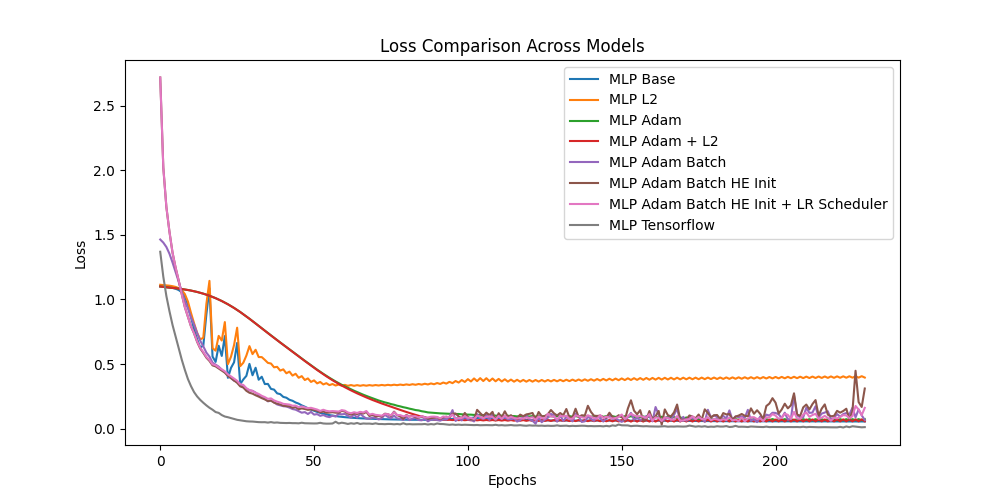 Loss Comparison Across Models
MLP Base
MLP L2
MLP Adam
MLP Adam + L2
MLP Adam Batch
MLP Adam Batch HE Init
MLP Adam Batch HE Init + LR Scheduler
MLP Tensorflow
Loss
2.5
2.0
1.5
1.0
0.5
0.0
0 50 100 150 200
Epochs